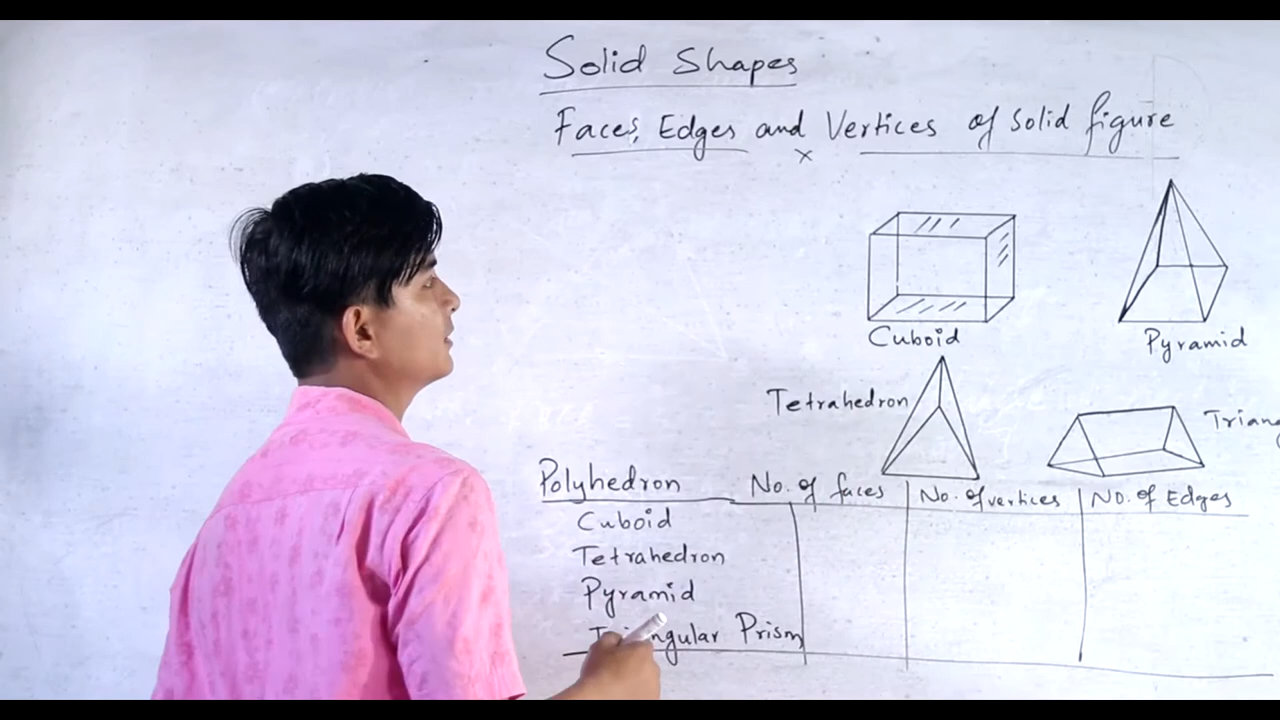 Solid Shapes
Faces, Edges and Vertices of Solid figure
Cuboid
Pyramid
Tetrahedron
Polyhedron No. of faces No. of vertices No. of Edges
Cuboid
Tetrahedron
Pyramid
Prism